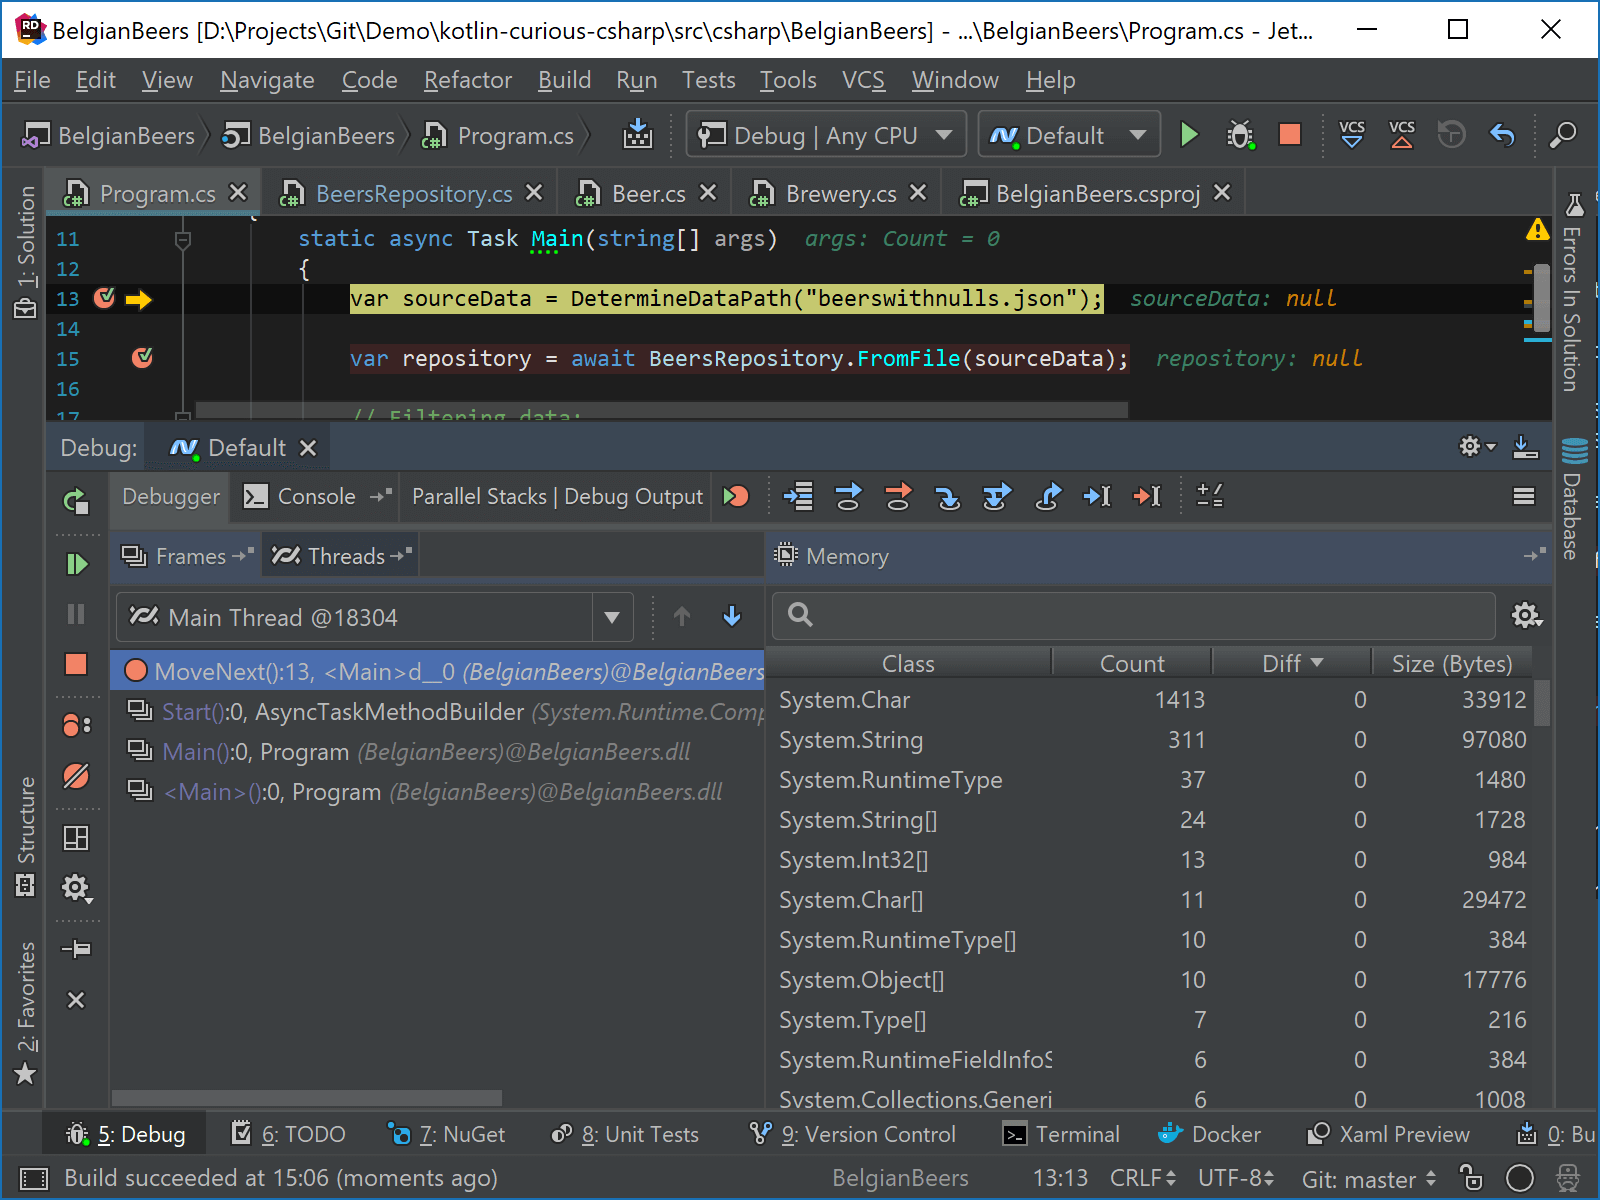 BelgianBeers [D:\Projects\Git\Demo\kotlin-curious-csharp\src\csharp\BelgianBeers] - ...\BelgianBeers\Program.cs - Jet...
File Edit View Navigate Code Refactor Build Run Tests Tools VCS Window Help
BelgianBeers BelgianBeers Program.cs Debug | Any CPU Default VCS VCS
Program.cs BeersRepository.cs Beer.cs Brewery.cs BelgianBeers.csproj
1: Solution
11 static async Task Main(string[] args) args: Count = 0
12 {
13 var sourceData = DetermineDataPath("beerswithnulls.json"); sourceData: null
14
15 var repository = await BeersRepository.FromFile(sourceData); repository: null
16
17 // Filtering data:
Errors In Solution
Database
Debug: Default
Debugger Console Parallel Stacks | Debug Output
Frames Threads Memory
Main Thread @18304
MoveNext():13, <Main>d__0 (BelgianBeers)@BelgianBeers
Start():0, AsyncTaskMethodBuilder (System.Runtime.Comp
Main():0, Program (BelgianBeers)@BelgianBeers.dll
<Main>():0, Program (BelgianBeers)@BelgianBeers.dll
Class Count Diff Size (Bytes)
System.Char 1413 0 33912
System.String 311 0 97080
System.RuntimeType 37 0 1480
System.String[] 24 0 1728
System.Int32[] 13 0 984
System.Char[] 11 0 29472
System.RuntimeType[] 10 0 384
System.Object[] 10 0 17776
System.Type[] 7 0 216
System.RuntimeFieldInfoS 6 0 384
System.Collections.Generi 6 0 1008
Structure
2: Favorites
5: Debug 6: TODO 7: NuGet 8: Unit Tests 9: Version Control Terminal Docker Xaml Preview 0: Bu
Build succeeded at 15:06 (moments ago) BelgianBeers 13:13 CRLF UTF-8 Git: master